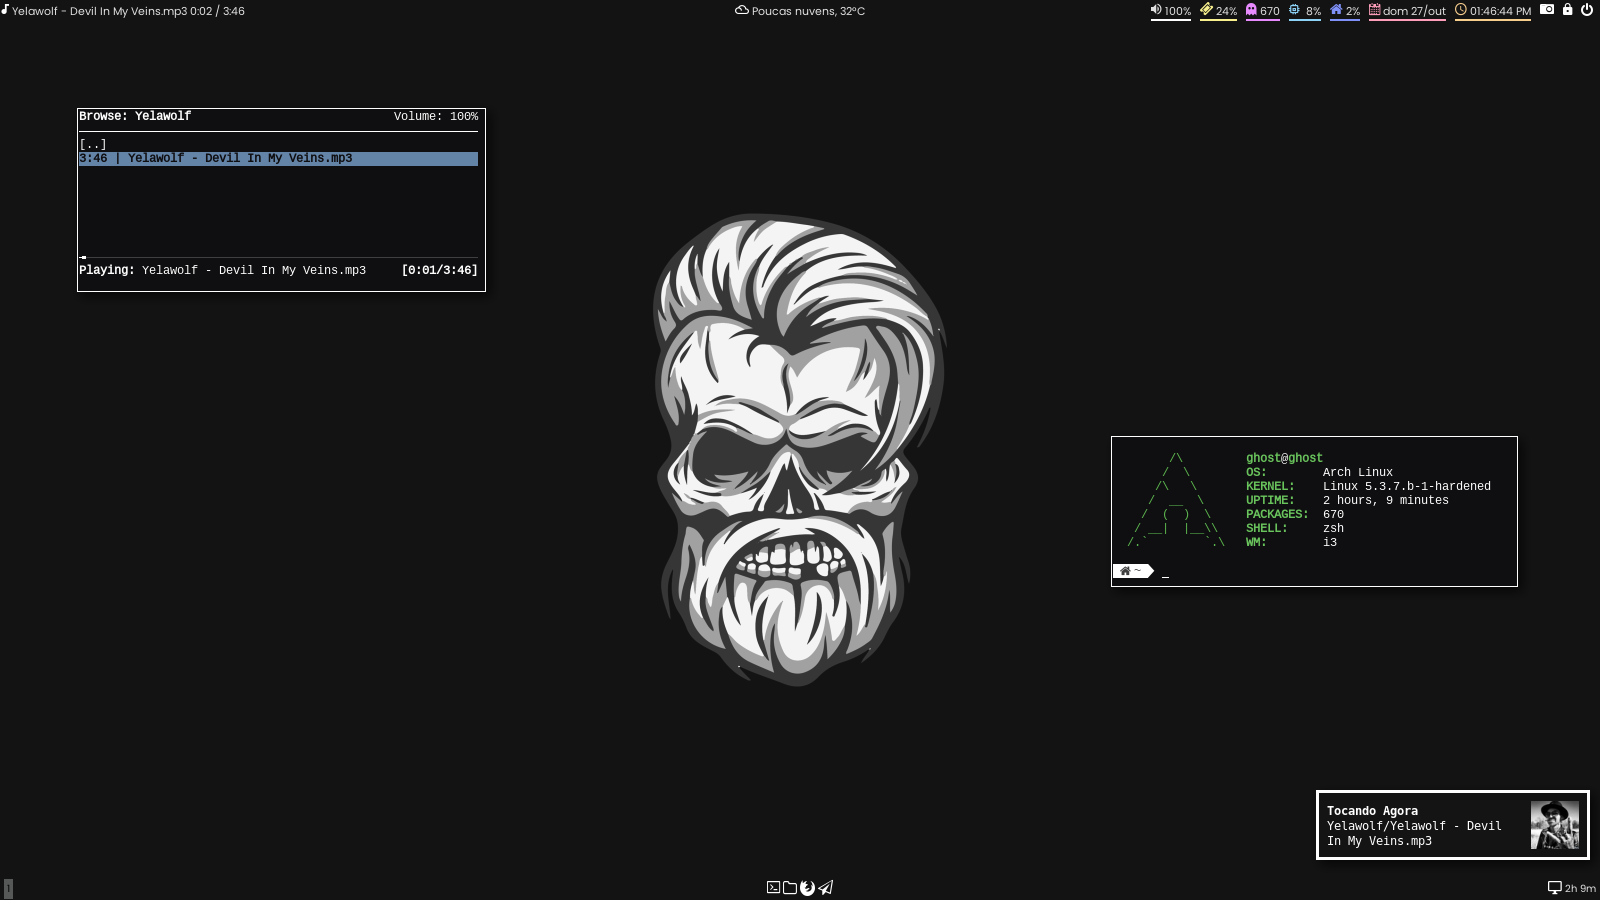 Yelawolf - Devil In My Veins.mp3 0:02 / 3:46
Poucas nuvens, 32°C
100% 24% 670 8% 2% dom 27/out 01:46:44 PM
Browse: Yelawolf Volume: 100%
[..]
3:46 | Yelawolf - Devil In My Veins.mp3
Playing: Yelawolf - Devil In My Veins.mp3 [0:01/3:46]
ghost@ghost
OS: Arch Linux
KERNEL: Linux 5.3.7.b-1-hardened
UPTIME: 2 hours, 9 minutes
PACKAGES: 670
SHELL: zsh
WM: i3
~ _
Tocando Agora
Yelawolf/Yelawolf - Devil
In My Veins.mp3
1
2h 9m